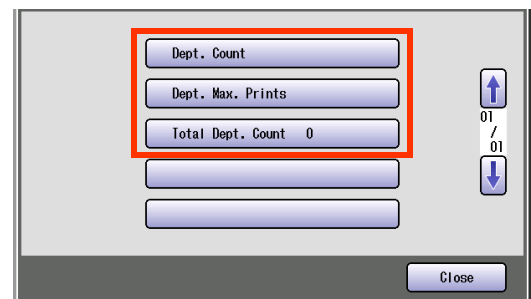 Dept. Count
Dept. Max. Prints
Total Dept. Count 0
01
/
01
Close